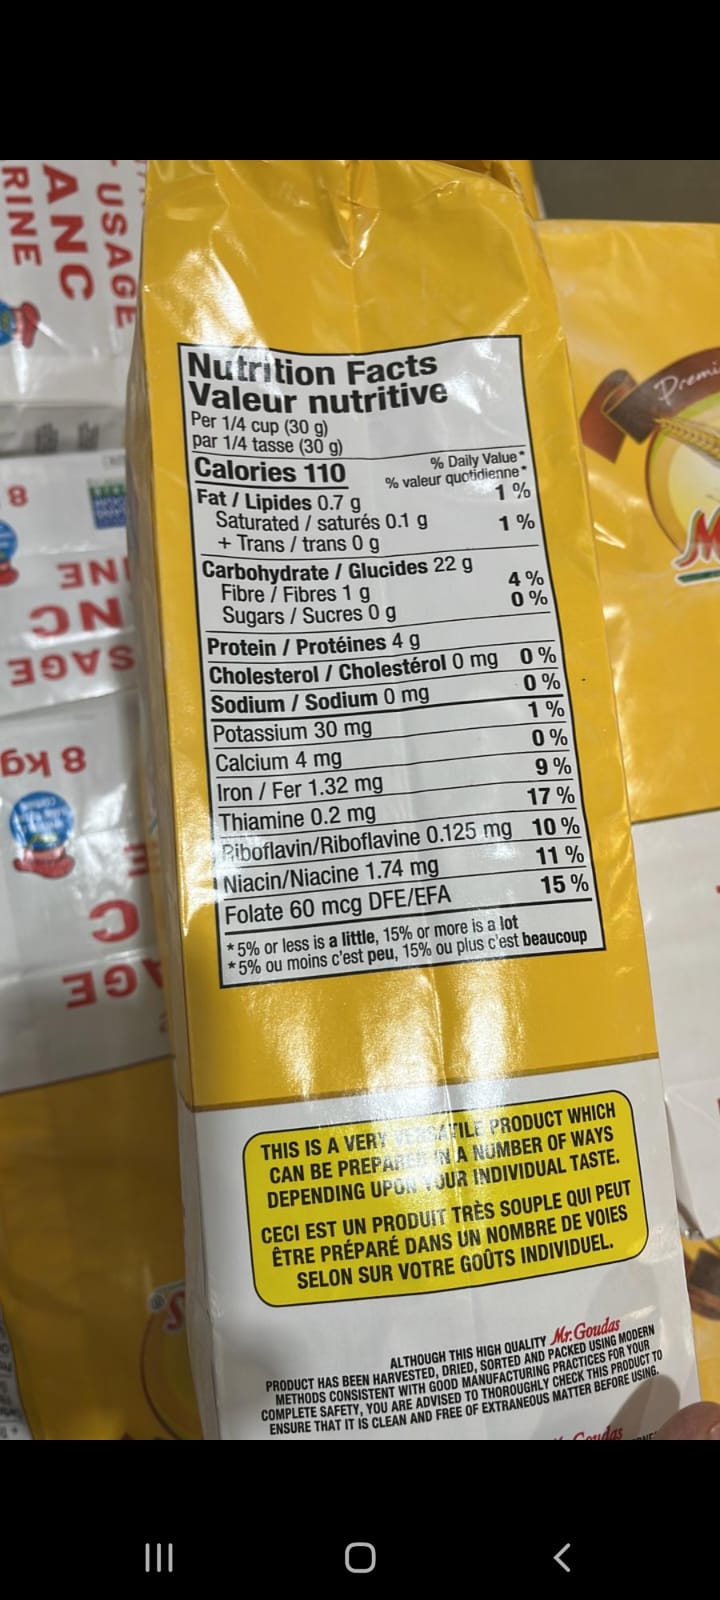 USAGE
ANC
RINE
Nutrition Facts
Valeur nutritive
Per 1/4 cup (30 g)
par 1/4 tasse (30 g)
Calories 110
% Daily Value*
% valeur quotidienne*
Fat / Lipides 0.7 g 1 %
Saturated / saturés 0.1 g 1 %
+ Trans / trans 0 g
Carbohydrate / Glucides 22 g
Fibre / Fibres 1 g 4 %
Sugars / Sucres 0 g 0 %
Protein / Protéines 4 g
Cholesterol / Cholestérol 0 mg 0 %
Sodium / Sodium 0 mg 0 %
Potassium 30 mg 1 %
Calcium 4 mg 0 %
Iron / Fer 1.32 mg 9 %
Thiamine 0.2 mg 17 %
Riboflavin/Riboflavine 0.125 mg 10 %
Niacin/Niacine 1.74 mg 11 %
Folate 60 mcg DFE/EFA 15 %
*5% or less is a little, 15% or more is a lot
*5% ou moins c'est peu, 15% ou plus c'est beaucoup
8 kg
THIS IS A VERY VERSATILE PRODUCT WHICH
CAN BE PREPARED IN A NUMBER OF WAYS
DEPENDING UPON YOUR INDIVIDUAL TASTE.
CECI EST UN PRODUIT TRÈS SOUPLE QUI PEUT
ÊTRE PRÉPARÉ DANS UN NOMBRE DE VOIES
SELON SUR VOTRE GOÛTS INDIVIDUEL.
ALTHOUGH THIS HIGH QUALITY Mr.Goudas
PRODUCT HAS BEEN HARVESTED, DRIED, SORTED AND PACKED USING MODERN
METHODS CONSISTENT WITH GOOD MANUFACTURING PRACTICES FOR YOUR
COMPLETE SAFETY, YOU ARE ADVISED TO THOROUGHLY CHECK THIS PRODUCT TO
ENSURE THAT IT IS CLEAN AND FREE OF EXTRANEOUS MATTER BEFORE USING.
Goudas